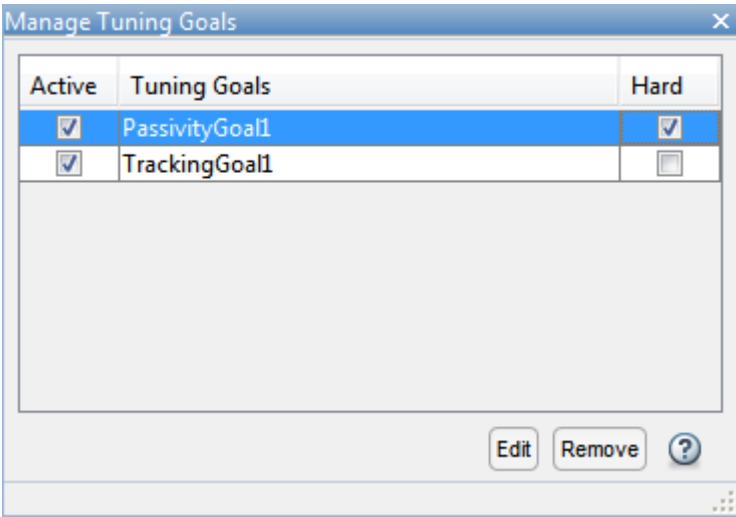 Manage Tuning Goals
Active Tuning Goals Hard
PassivityGoal1
TrackingGoal1
Edit Remove ?